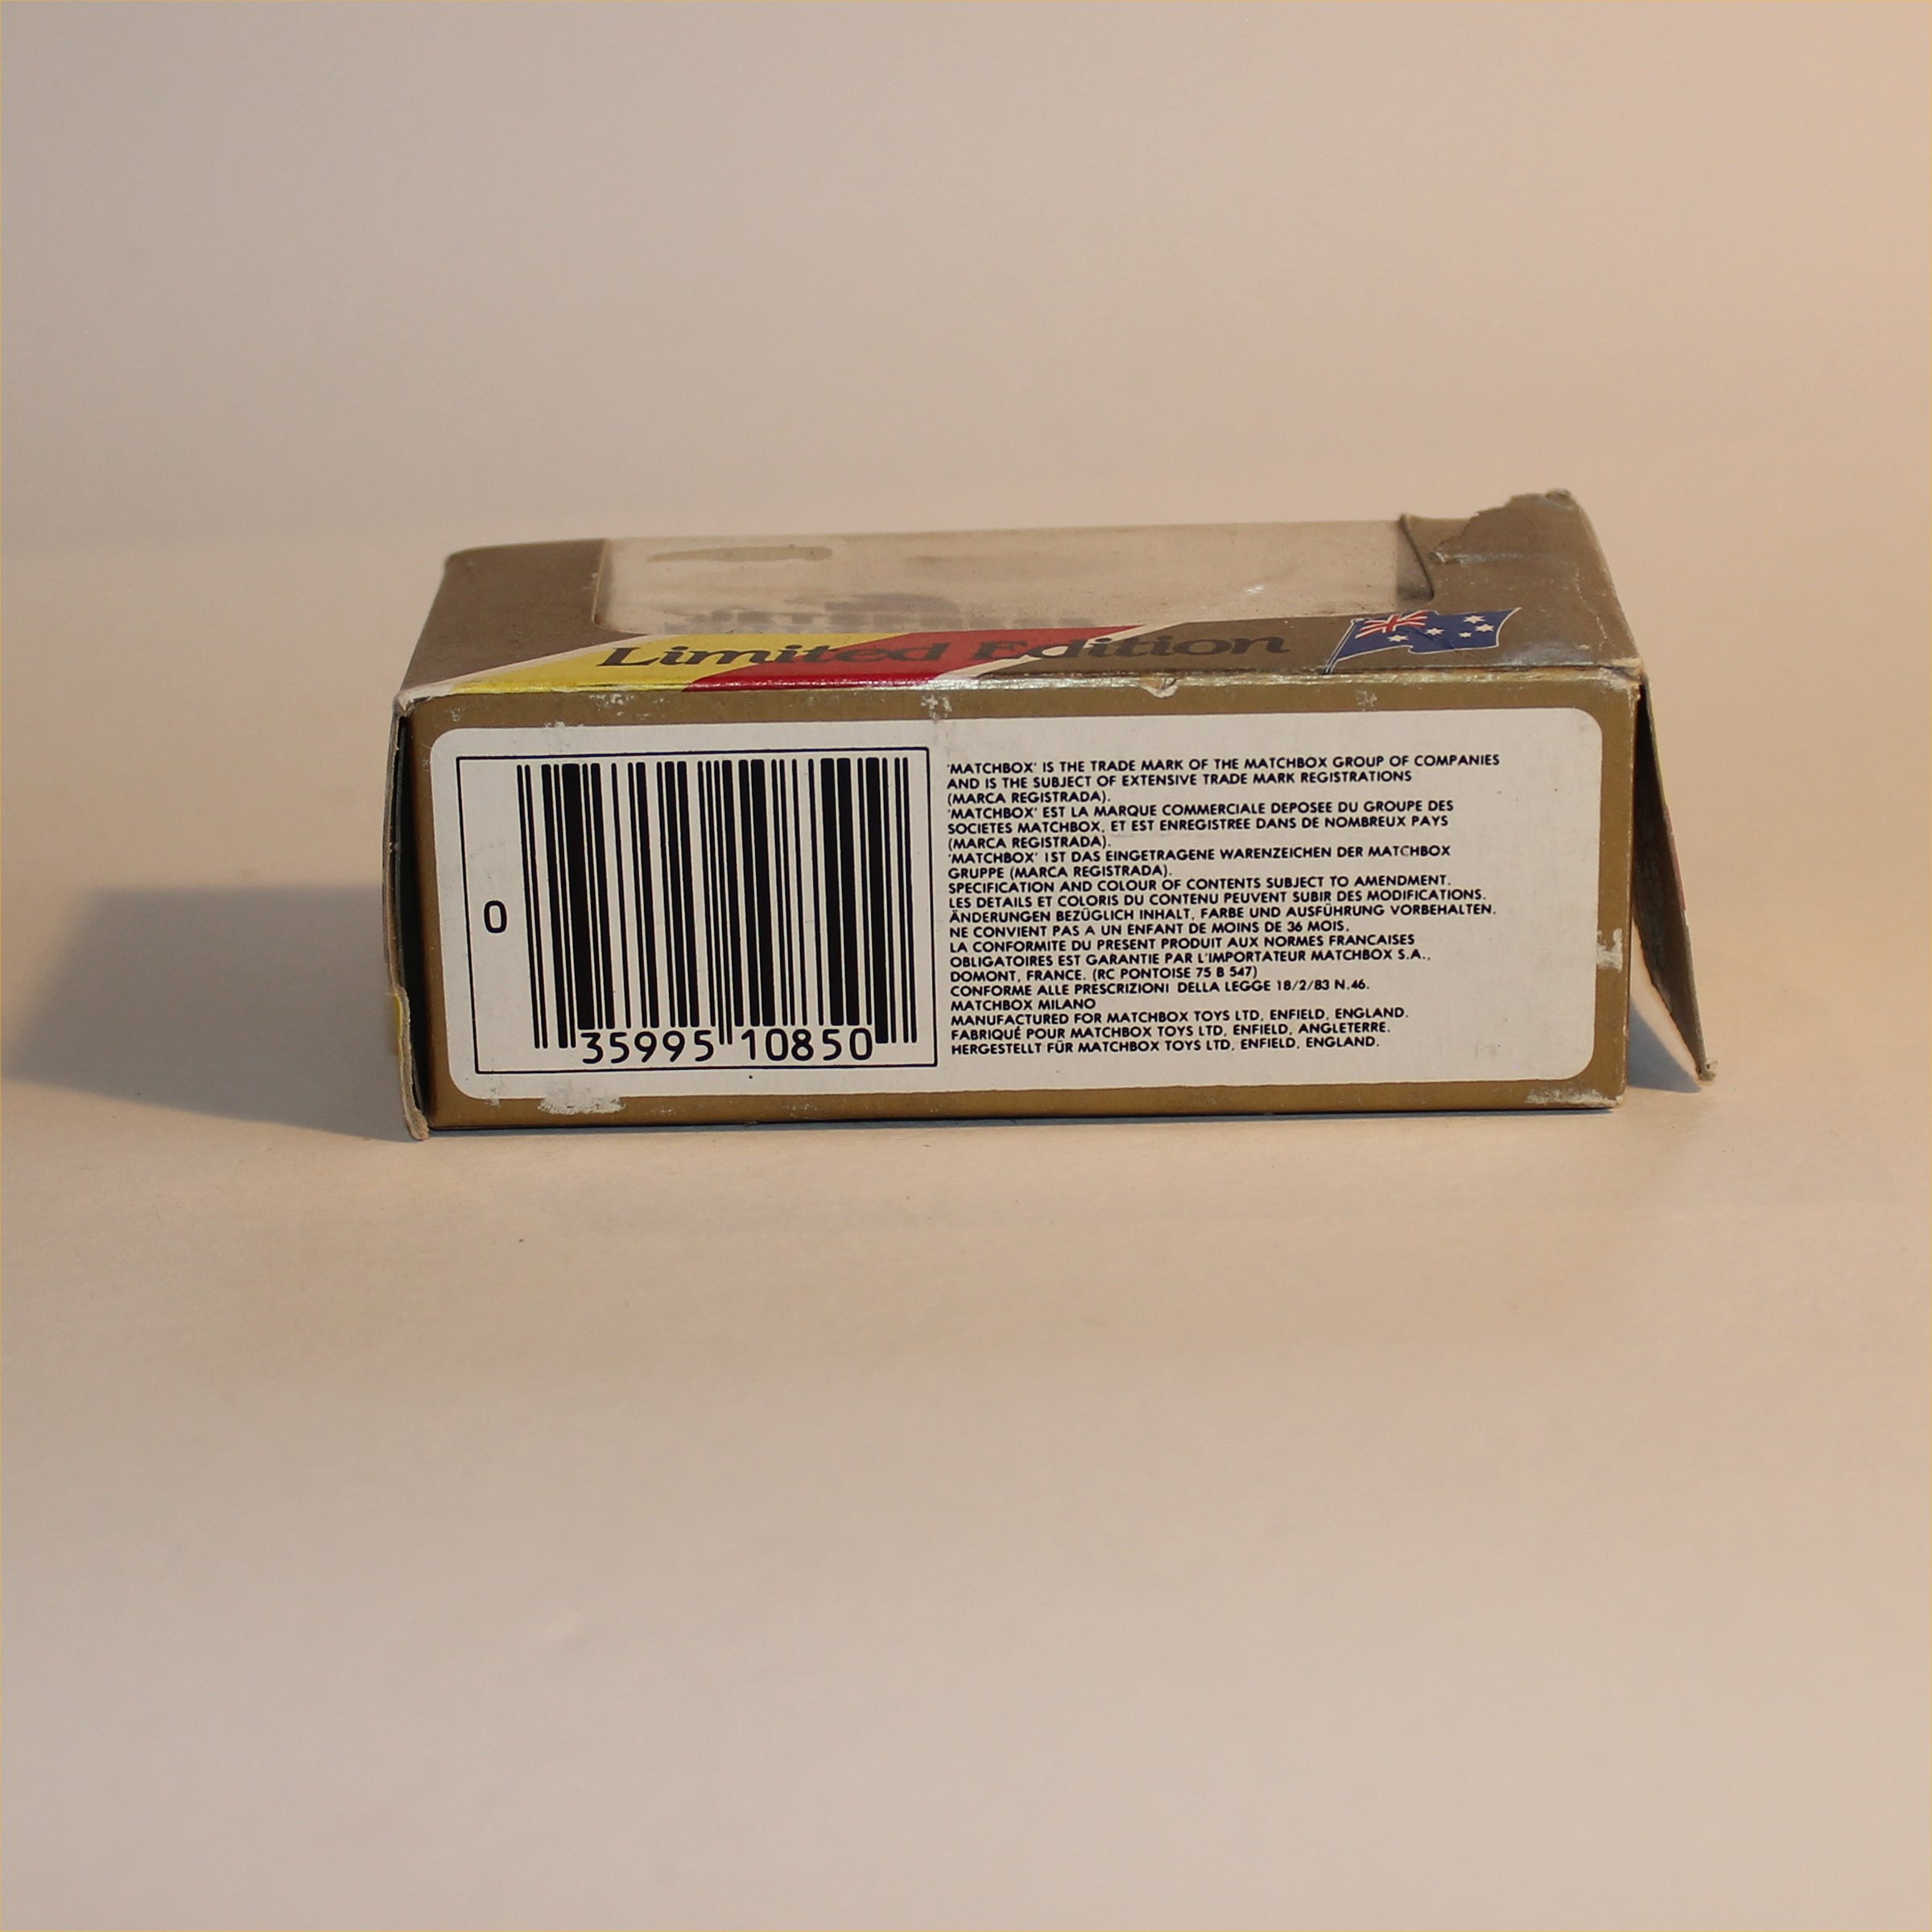 Limited Edition
0
35995 10850
'MATCHBOX' IS THE TRADE MARK OF THE MATCHBOX GROUP OF COMPANIES
AND IS THE SUBJECT OF EXTENSIVE TRADE MARK REGISTRATIONS
(MARCA REGISTRADA).
'MATCHBOX' EST LA MARQUE COMMERCIALE DEPOSEE DU GROUPE DES
SOCIETES MATCHBOX, ET EST ENREGISTREE DANS DE NOMBREUX PAYS
(MARCA REGISTRADA).
'MATCHBOX' IST DAS EINGETRAGENE WARENZEICHEN DER MATCHBOX
GRUPPE (MARCA REGISTRADA).
SPECIFICATION AND COLOUR OF CONTENTS SUBJECT TO AMENDMENT.
LES DETAILS ET COLORIS DU CONTENU PEUVENT SUBIR DES MODIFICATIONS.
ÄNDERUNGEN BEZÜGLICH INHALT, FARBE UND AUSFÜHRUNG VORBEHALTEN.
NE CONVIENT PAS A UN ENFANT DE MOINS DE 36 MOIS.
LA CONFORMITE DU PRESENT PRODUIT AUX NORMES FRANCAISES
OBLIGATOIRES EST GARANTIE PAR L'IMPORTATEUR MATCHBOX S.A.,
DOMONT, FRANCE. (RC PONTOISE 75 B 547)
CONFORME ALLE PRESCRIZIONI DELLA LEGGE 18/2/83 N.46.
MATCHBOX MILANO
MANUFACTURED FOR MATCHBOX TOYS LTD, ENFIELD, ENGLAND.
FABRIQUÉ POUR MATCHBOX TOYS LTD, ENFIELD, ANGLETERRE.
HERGESTELLT FÜR MATCHBOX TOYS LTD, ENFIELD, ENGLAND.